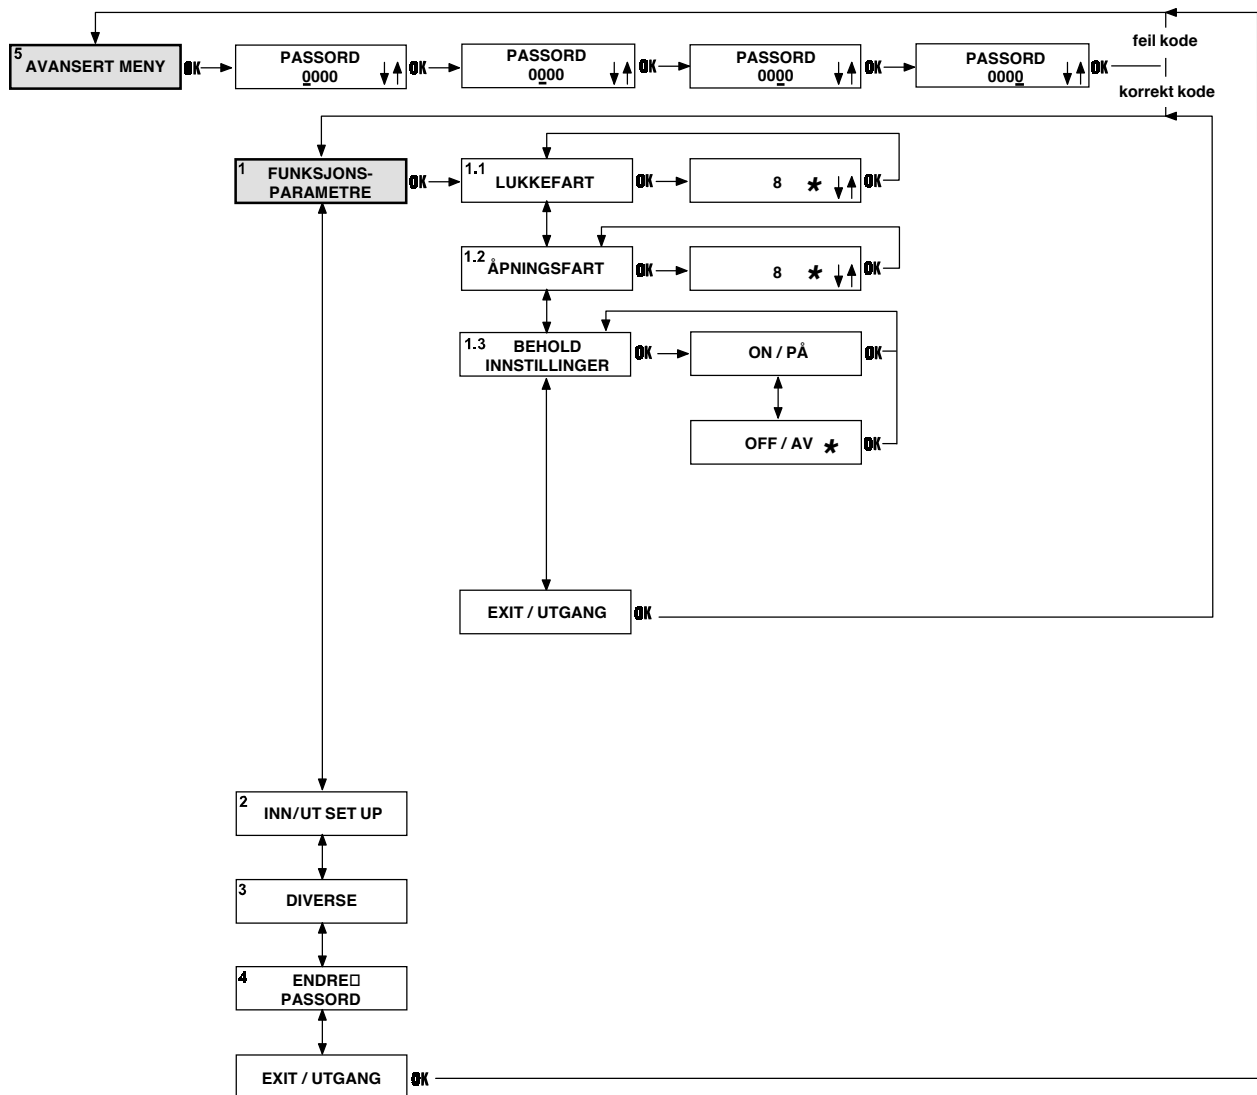 feil kode
5 AVANSERT MENY OK PASSORD 0000 OK PASSORD 0000 OK PASSORD 0000 OK PASSORD 0000 OK
korrekt kode
1 FUNKSJONS-
PARAMETRE OK
1.1 LUKKEFART OK 8 * OK
1.2 ÅPNINGSFART OK 8 * OK
1.3 BEHOLD
INNSTILLINGER OK ON / PÅ OK
OFF / AV * OK
EXIT / UTGANG OK
2 INN/UT SET UP
3 DIVERSE
4 ENDRE□
PASSORD
EXIT / UTGANG OK